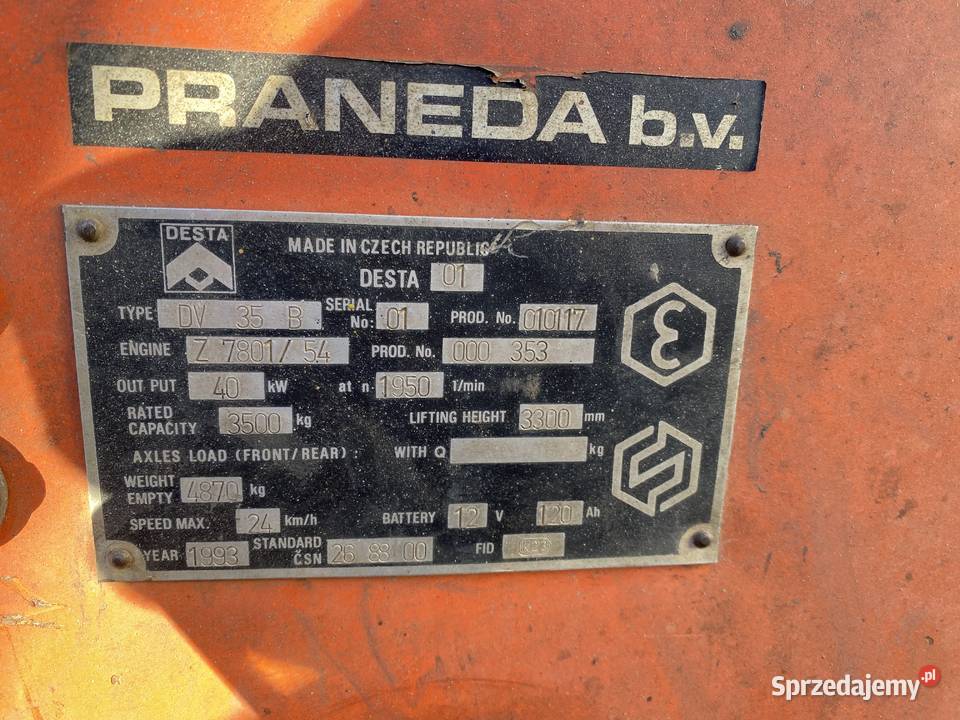 PRANEDA b.v.
DESTA
MADE IN CZECH REPUBLIC
DESTA 01
TYPE DV 35 B SERIAL No: 01 PROD. No. 010117
ENGINE Z 7801/54 PROD. No. 000 353
OUT PUT 40 kW at n 1950 1/min
RATED CAPACITY 3500 kg LIFTING HEIGHT 3300 mm
AXLES LOAD (FRONT/REAR): WITH Q kg
WEIGHT EMPTY 4870 kg
SPEED MAX. 24 km/h BATTERY 12 V 120 Ah
YEAR 1993 STANDARD ČSN 26 88 00 FID
Sprzedajemy.pl